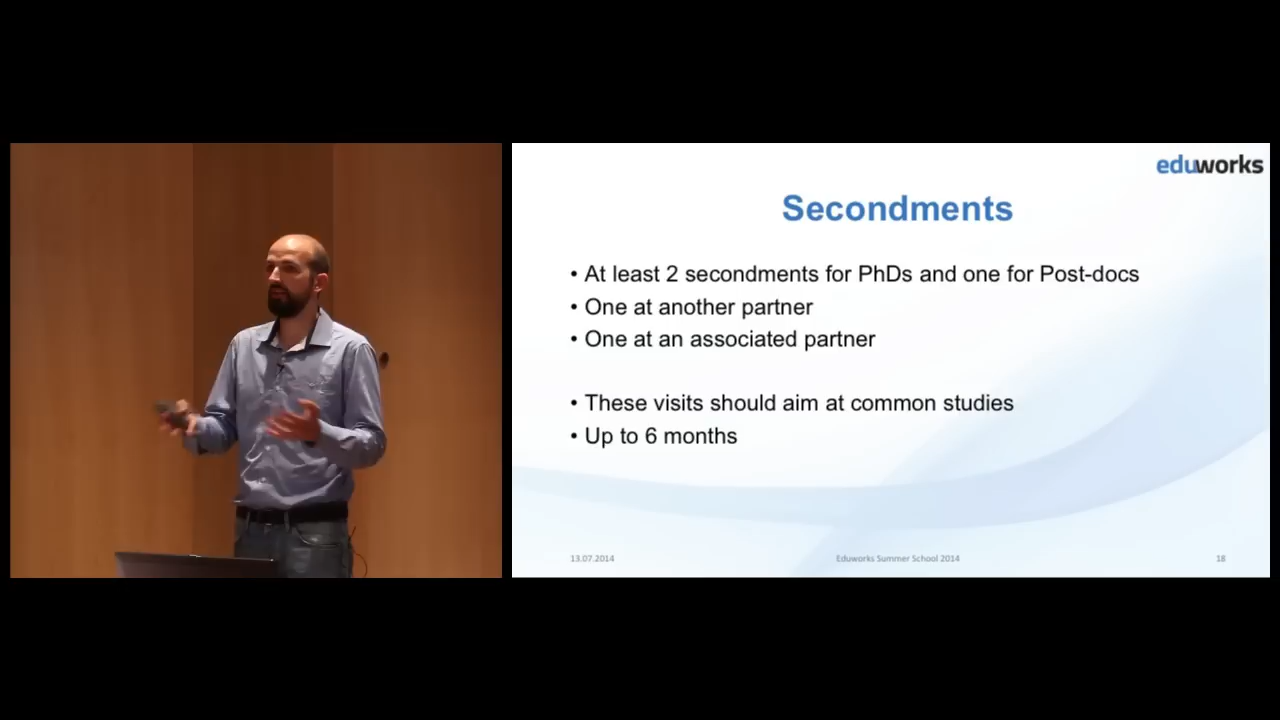 eduworks
Secondments
• At least 2 secondments for PhDs and one for Post-docs
• One at another partner
• One at an associated partner
• These visits should aim at common studies
• Up to 6 months
13.07.2014
Eduworks Summer School 2014
18